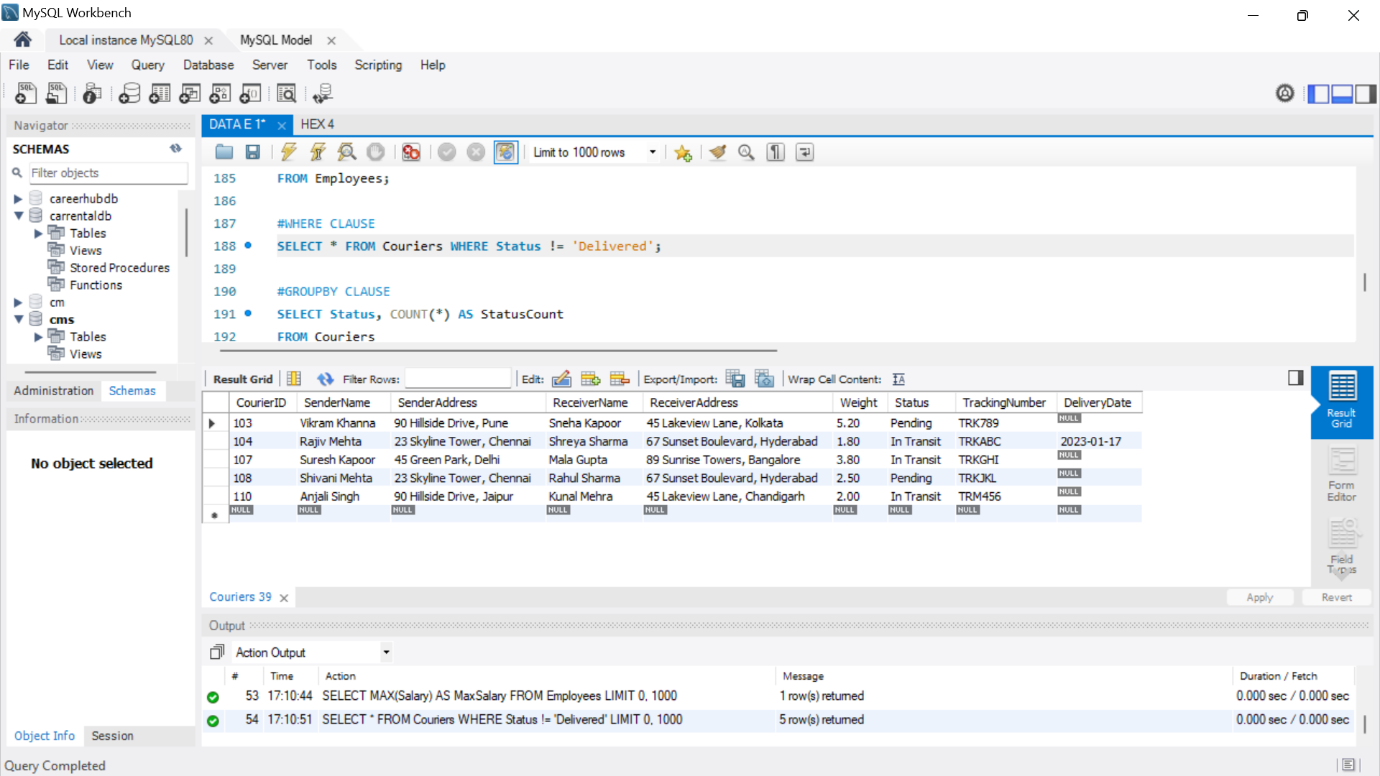 MySQL Workbench
Local instance MySQL80 MySQL Model
File Edit View Query Database Server Tools Scripting Help
Navigator
SCHEMAS
Filter objects
careerhubdb
carrentaldb
Tables
Views
Stored Procedures
Functions
cm
cms
Tables
Views
Administration Schemas
Information
No object selected
Object Info Session
DATA E 1* HEX 4
Limit to 1000 rows
185 FROM Employees;
186
187 #WHERE CLAUSE
188 SELECT * FROM Couriers WHERE Status != 'Delivered';
189
190 #GROUPBY CLAUSE
191 SELECT Status, COUNT(*) AS StatusCount
192 FROM Couriers
Result Grid Filter Rows: Edit: Export/Import: Wrap Cell Content:
CourierID SenderName SenderAddress ReceiverName ReceiverAddress Weight Status TrackingNumber DeliveryDate
103 Vikram Khanna 90 Hillside Drive, Pune Sneha Kapoor 45 Lakeview Lane, Kolkata 5.20 Pending TRK789 NULL
104 Rajiv Mehta 23 Skyline Tower, Chennai Shreya Sharma 67 Sunset Boulevard, Hyderabad 1.80 In Transit TRKABC 2023-01-17
107 Suresh Kapoor 45 Green Park, Delhi Mala Gupta 89 Sunrise Towers, Bangalore 3.80 In Transit TRKGHI NULL
108 Shivani Mehta 23 Skyline Tower, Chennai Rahul Sharma 67 Sunset Boulevard, Hyderabad 2.50 Pending TRKJKL NULL
110 Anjali Singh 90 Hillside Drive, Jaipur Kunal Mehra 45 Lakeview Lane, Chandigarh 2.00 In Transit TRM456 NULL
NULL NULL NULL NULL NULL NULL NULL NULL NULL
Result
Grid
Form
Editor
Field
Types
Couriers 39 Apply Revert
Output
Action Output
# Time Action Message Duration / Fetch
53 17:10:44 SELECT MAX(Salary) AS MaxSalary FROM Employees LIMIT 0, 1000 1 row(s) returned 0.000 sec / 0.000 sec
54 17:10:51 SELECT * FROM Couriers WHERE Status != 'Delivered' LIMIT 0, 1000 5 row(s) returned 0.000 sec / 0.000 sec
Query Completed